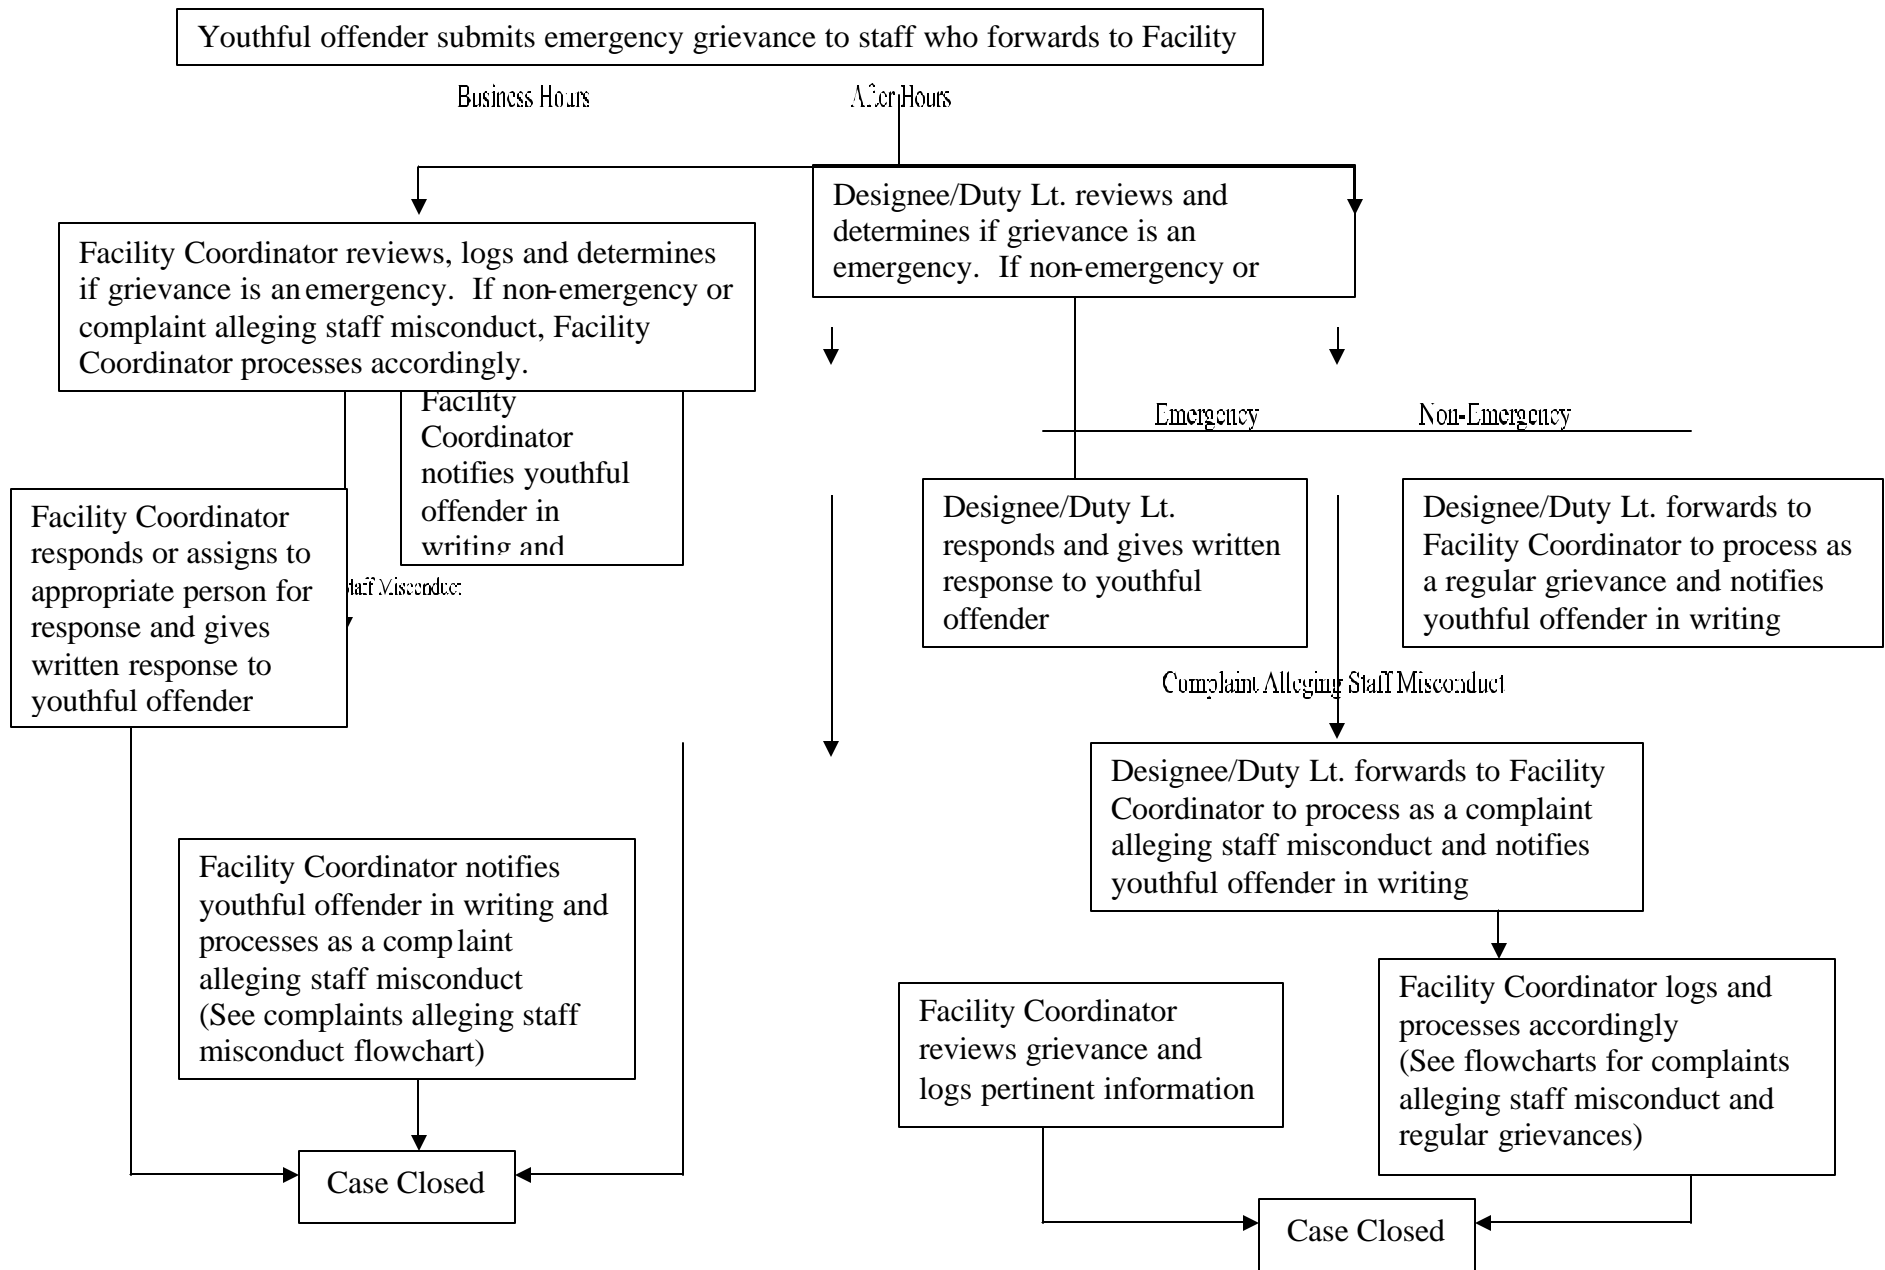 Youthful offender submits emergency grievance to staff who forwards to Facility
Business Hours
After Hours
Facility Coordinator reviews, logs and determines
if grievance is an emergency. If non-emergency or
complaint alleging staff misconduct, Facility
Coordinator processes accordingly.
Designee/Duty Lt. reviews and
determines if grievance is an
emergency. If non-emergency or
Facility
Coordinator
notifies youthful
offender in
writing and
Emergency
Non-Emergency
Facility Coordinator
responds or assigns to
appropriate person for
response and gives
written response to
youthful offender
Staff Misconduct
Designee/Duty Lt.
responds and gives written
response to youthful
offender
Designee/Duty Lt. forwards to
Facility Coordinator to process as
a regular grievance and notifies
youthful offender in writing
Complaint Alleging Staff Misconduct
Designee/Duty Lt. forwards to Facility
Coordinator to process as a complaint
alleging staff misconduct and notifies
youthful offender in writing
Facility Coordinator notifies
youthful offender in writing and
processes as a complaint
alleging staff misconduct
(See complaints alleging staff
misconduct flowchart)
Facility Coordinator
reviews grievance and
logs pertinent information
Facility Coordinator logs and
processes accordingly
(See flowcharts for complaints
alleging staff misconduct and
regular grievances)
Case Closed
Case Closed